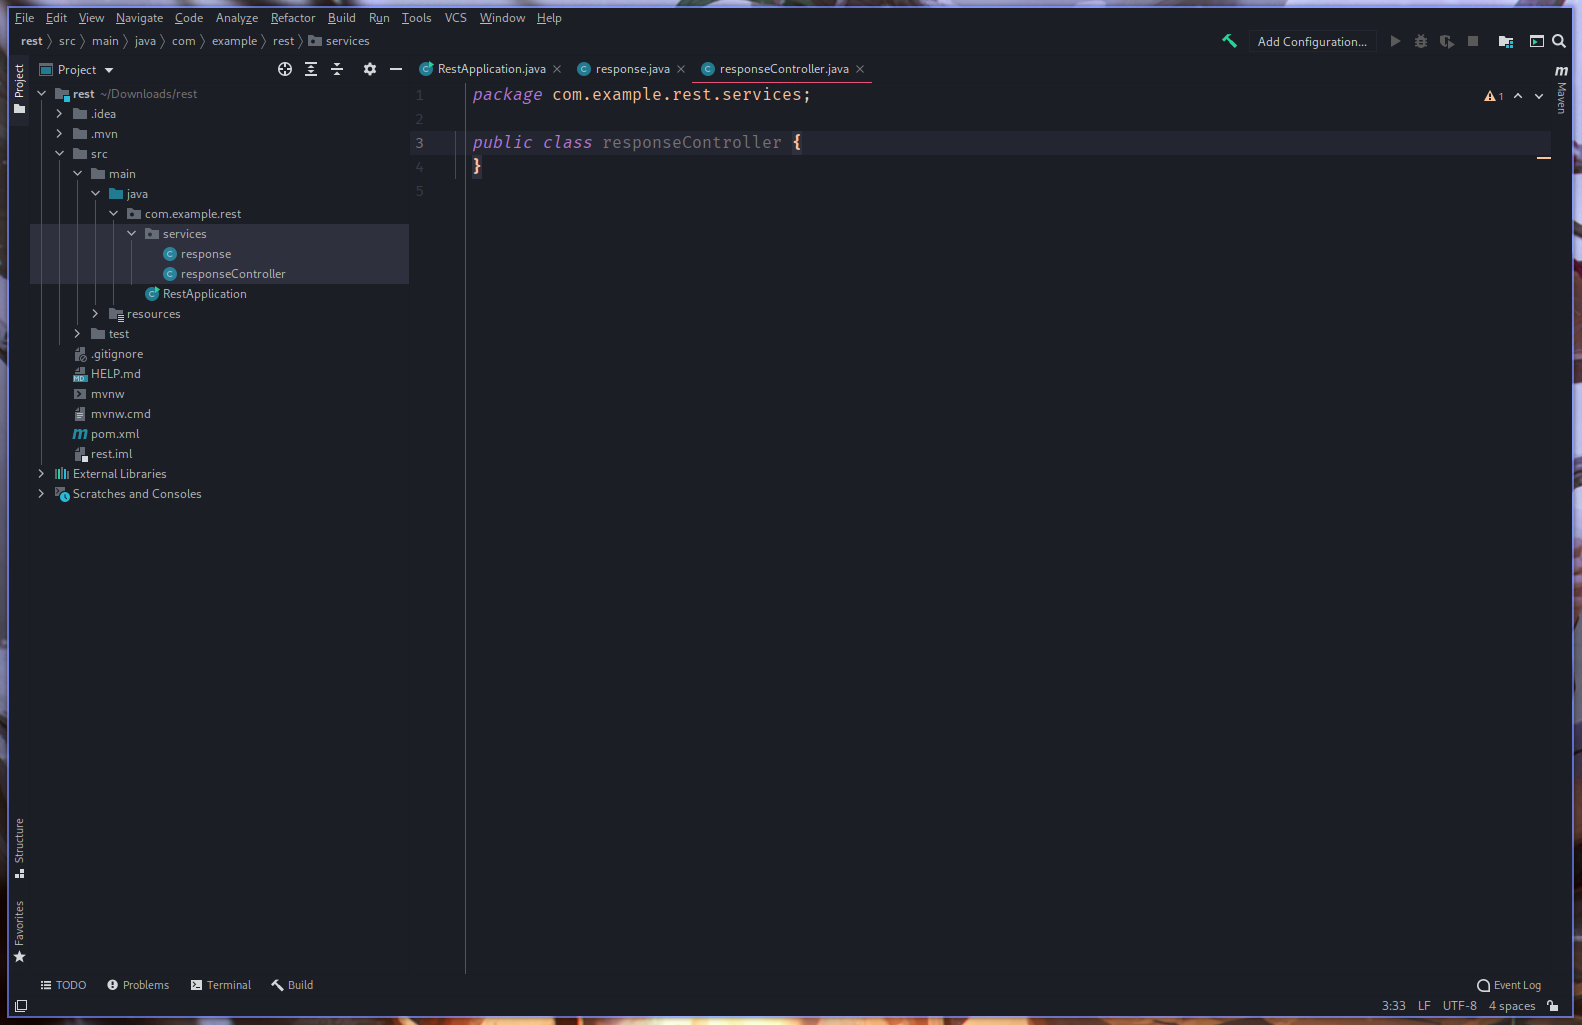 File Edit View Navigate Code Analyze Refactor Build Run Tools VCS Window Help
rest src main java com example rest services
Add Configuration...
Project
Project
RestApplication.java
response.java
responseController.java
Maven
rest ~/Downloads/rest
.idea
.mvn
src
main
java
com.example.rest
services
response
responseController
RestApplication
resources
test
.gitignore
HELP.md
mvnw
mvnw.cmd
pom.xml
rest.iml
External Libraries
Scratches and Consoles
1 package com.example.rest.services;
2
3 public class responseController {
4 }
5
1
Structure
Favorites
TODO Problems Terminal Build
Event Log
3:33 LF UTF-8 4 spaces